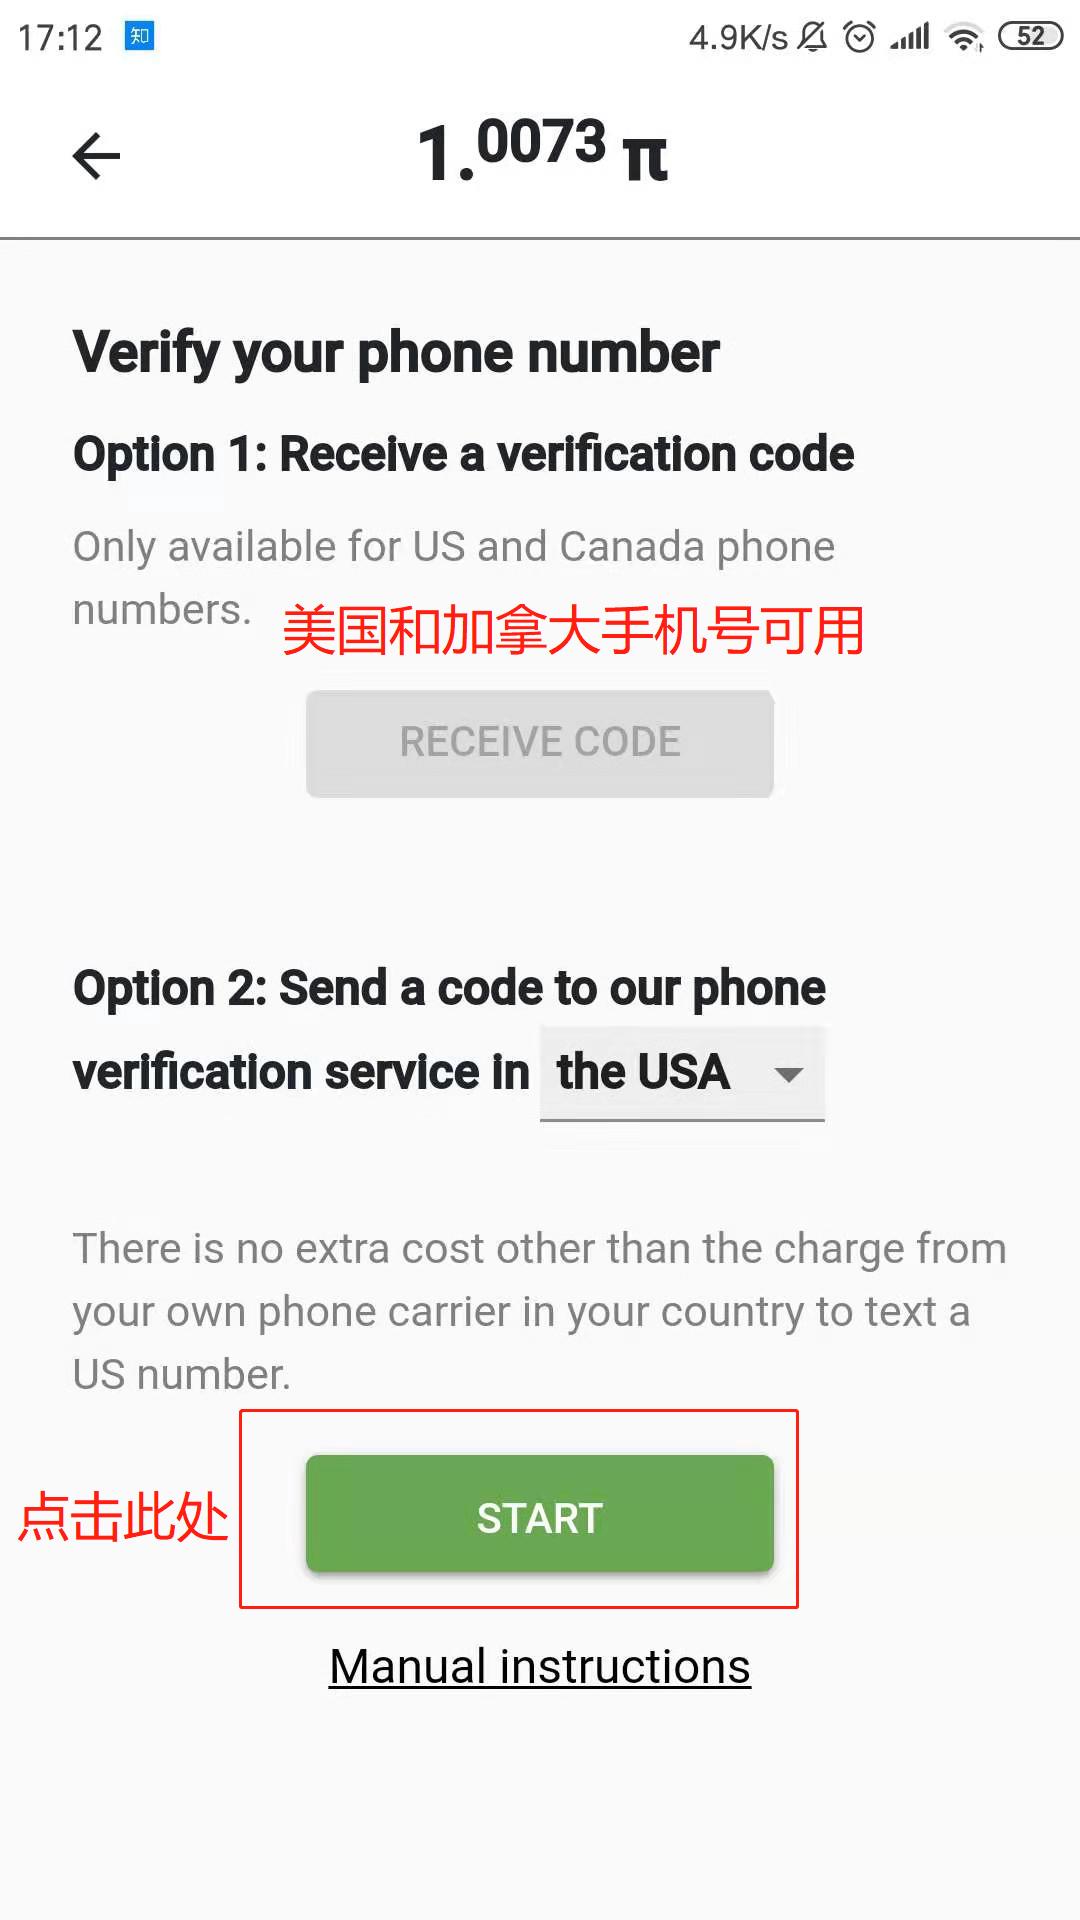 17:12 知 4.9K/s 52
1.0073 π
Verify your phone number
Option 1: Receive a verification code
Only available for US and Canada phone
numbers. 美国和加拿大手机号可用
RECEIVE CODE
Option 2: Send a code to our phone
verification service in the USA
There is no extra cost other than the charge from
your own phone carrier in your country to text a
US number.
点击此处 START
Manual instructions